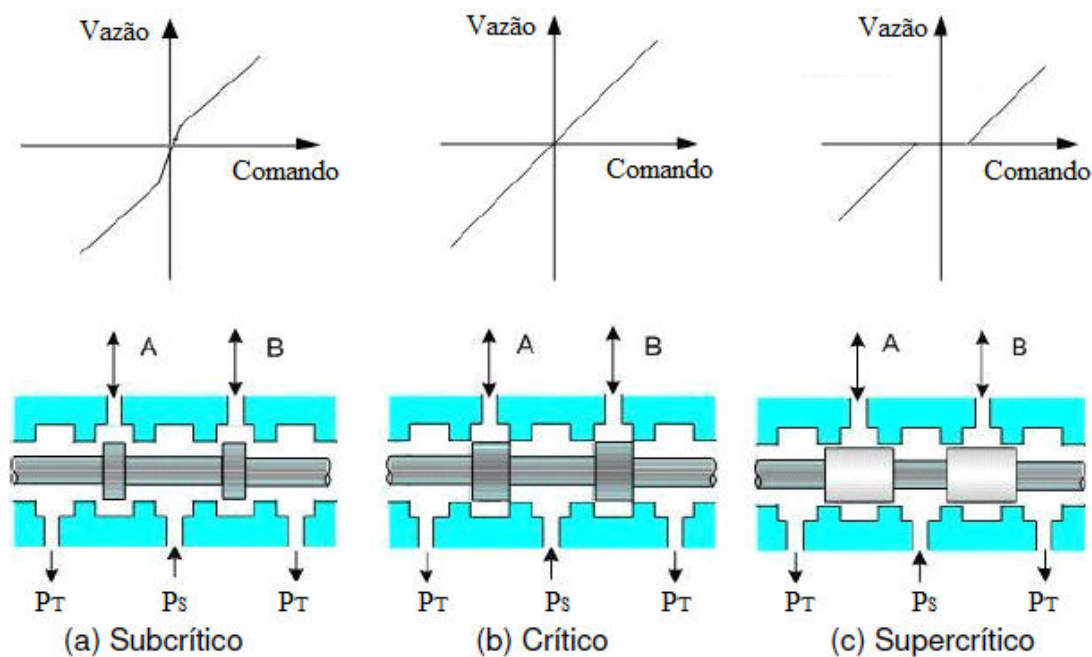 Vazão
Comando
Vazão
Comando
Vazão
Comando
A B
A B
A B
PT PS PT
PT PS PT
PT PS PT
(a) Subcrítico
(b) Crítico
(c) Supercrítico